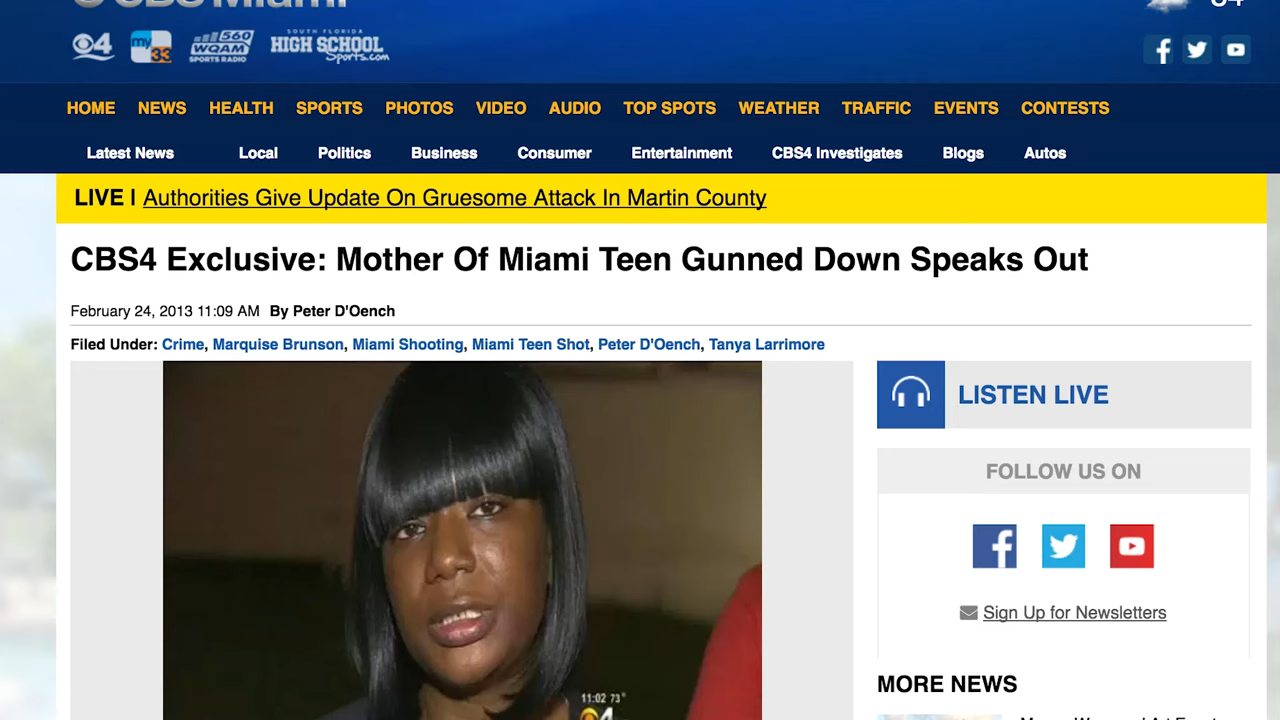 CBS Miami
4
my 33
560
WQAM
SPORTS RADIO
SOUTH FLORIDA
HIGH SCHOOL
Sports.com
HOME NEWS HEALTH SPORTS PHOTOS VIDEO AUDIO TOP SPOTS WEATHER TRAFFIC EVENTS CONTESTS
Latest News Local Politics Business Consumer Entertainment CBS4 Investigates Blogs Autos
LIVE | Authorities Give Update On Gruesome Attack In Martin County
CBS4 Exclusive: Mother Of Miami Teen Gunned Down Speaks Out
February 24, 2013 11:09 AM By Peter D'Oench
Filed Under: Crime, Marquise Brunson, Miami Shooting, Miami Teen Shot, Peter D'Oench, Tanya Larrimore
LISTEN LIVE
FOLLOW US ON
Sign Up for Newsletters
11:02 73°
4
MORE NEWS